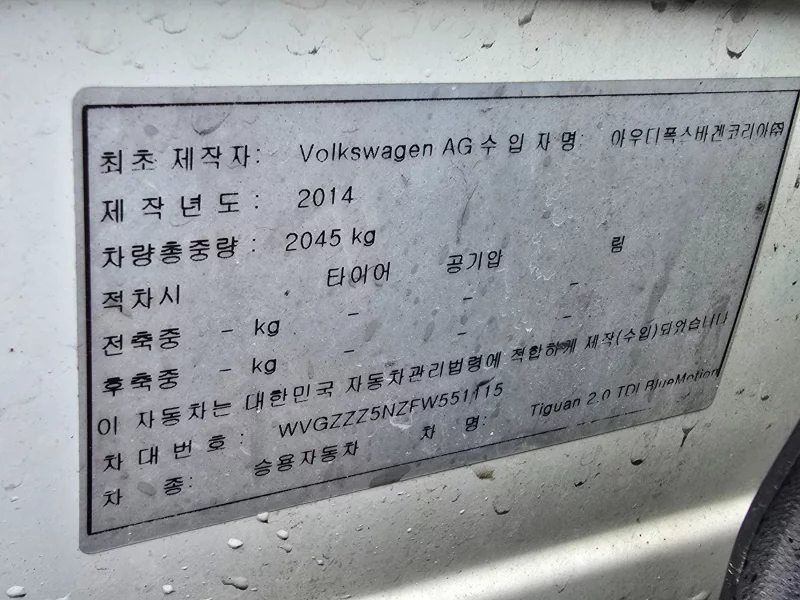 최초 제작자: Volkswagen AG 수 입 자 명: 아우디폭스바겐코리아㈜
제 작 년 도 : 2014
차량총중량 : 2045 kg
적차시 타이어 공기압 림
전축중 - kg - - -
후축중 - kg - - -
이 자동차는 대한민국 자동차관리법령에 적합하게 제작(수입)되었습니다
차 대 번 호 : WVGZZZ5NZFW551115
차 종: 승용자동차 차 명: Tiguan 2.0 TDI BlueMotion